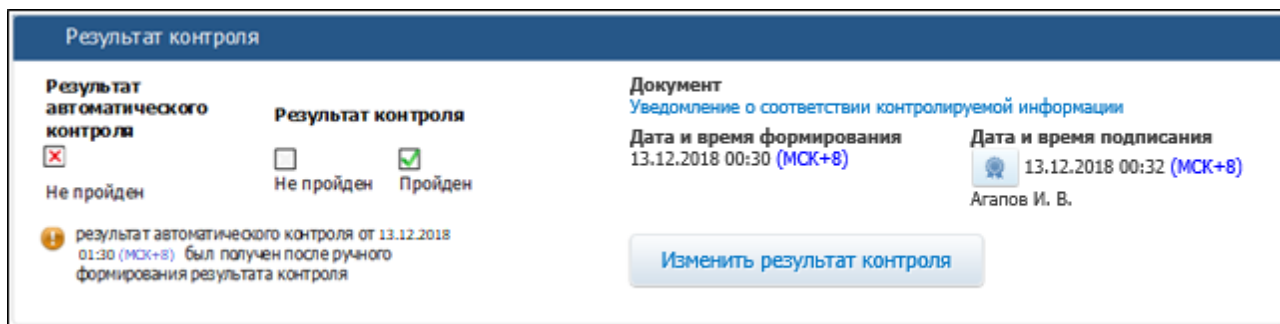 Результат контроля
Результат
автоматического
контроля
Не пройден
Результат контроля
Не пройден Пройден
результат автоматического контроля от 13.12.2018
01:30 (МСК+8) был получен после ручного
формирования результата контроля
Документ
Уведомление о соответствии контролируемой информации
Дата и время формирования
13.12.2018 00:30 (МСК+8)
Дата и время подписания
13.12.2018 00:32 (МСК+8)
Агапов И. В.
Изменить результат контроля